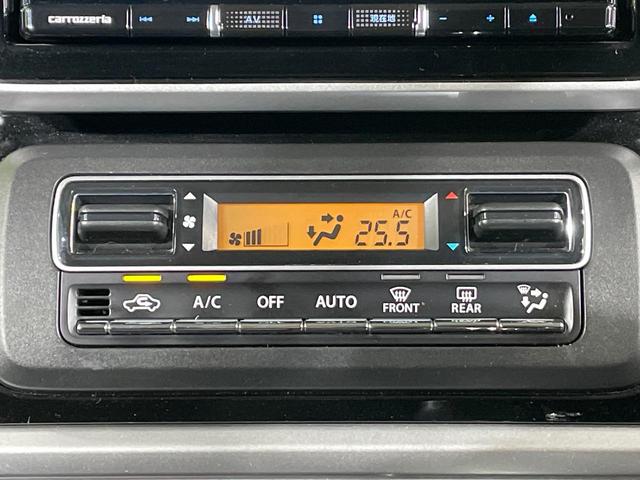 carrozzeria AV 現在地
A/C
25.5
A/C OFF AUTO FRONT REAR